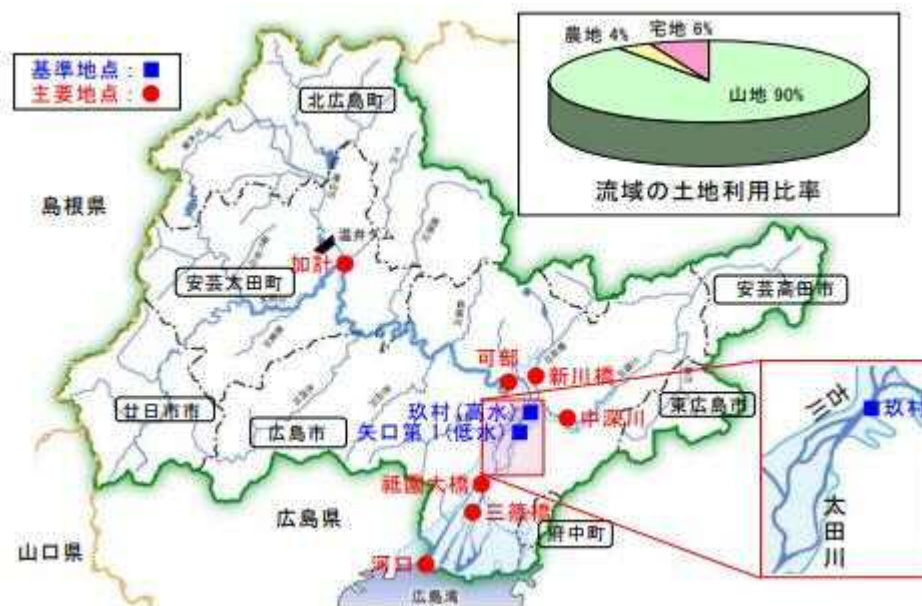 基準地点：■
主要地点：●
農地 4%
宅地 6%
山地 90%
流域の土地利用比率
北広島町
島根県
温井ダム
加計
安芸太田町
安芸高田市
可部
新川橋
玖村(高水)
中深川
東広島市
廿日市市
広島市
矢口第1(低水)
古川
玖村
太田川
祇園大橋
広島県
三篠橋
府中町
山口県
河口
広島湾